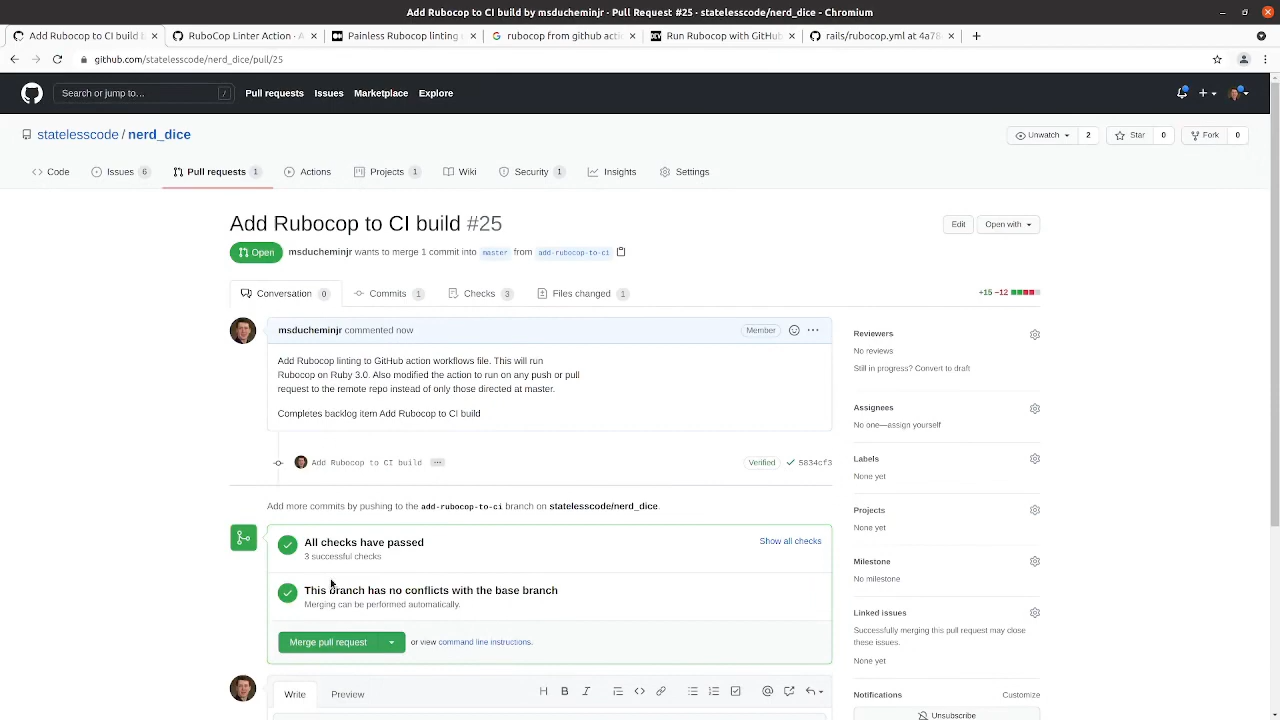 Add Rubocop to CI build by msducheminjr · Pull Request #25 · statelesscode/nerd_dice - Chromium
Add Rubocop to CI build b
RuboCop Linter Action · A
Painless Rubocop linting
rubocop from github acti
Run Rubocop with GitHub
rails/rubocop.yml at 4a78
github.com/statelesscode/nerd_dice/pull/25
Search or jump to...
/
Pull requests
Issues
Marketplace
Explore
statelesscode / nerd_dice
Unwatch 2
Star 0
Fork 0
Code
Issues 6
Pull requests 1
Actions
Projects 1
Wiki
Security 1
Insights
Settings
Add Rubocop to CI build #25
Edit
Open with
Open
msducheminjr wants to merge 1 commit into master from add-rubocop-to-ci
Conversation 0
Commits 1
Checks 3
Files changed 1
+15 −12
msducheminjr commented now
Member
Add Rubocop linting to GitHub action workflows file. This will run
Rubocop on Ruby 3.0. Also modified the action to run on any push or pull
request to the remote repo instead of only those directed at master.
Completes backlog item Add Rubocop to CI build
Add Rubocop to CI build
Verified
5834cf3
Add more commits by pushing to the add-rubocop-to-ci branch on statelesscode/nerd_dice.
All checks have passed
3 successful checks
Show all checks
This branch has no conflicts with the base branch
Merging can be performed automatically.
Merge pull request
or view command line instructions.
Write
Preview
Reviewers
No reviews
Still in progress? Convert to draft
Assignees
No one—assign yourself
Labels
None yet
Projects
None yet
Milestone
No milestone
Linked issues
Successfully merging this pull request may close
these issues.
None yet
Notifications
Customize
Unsubscribe